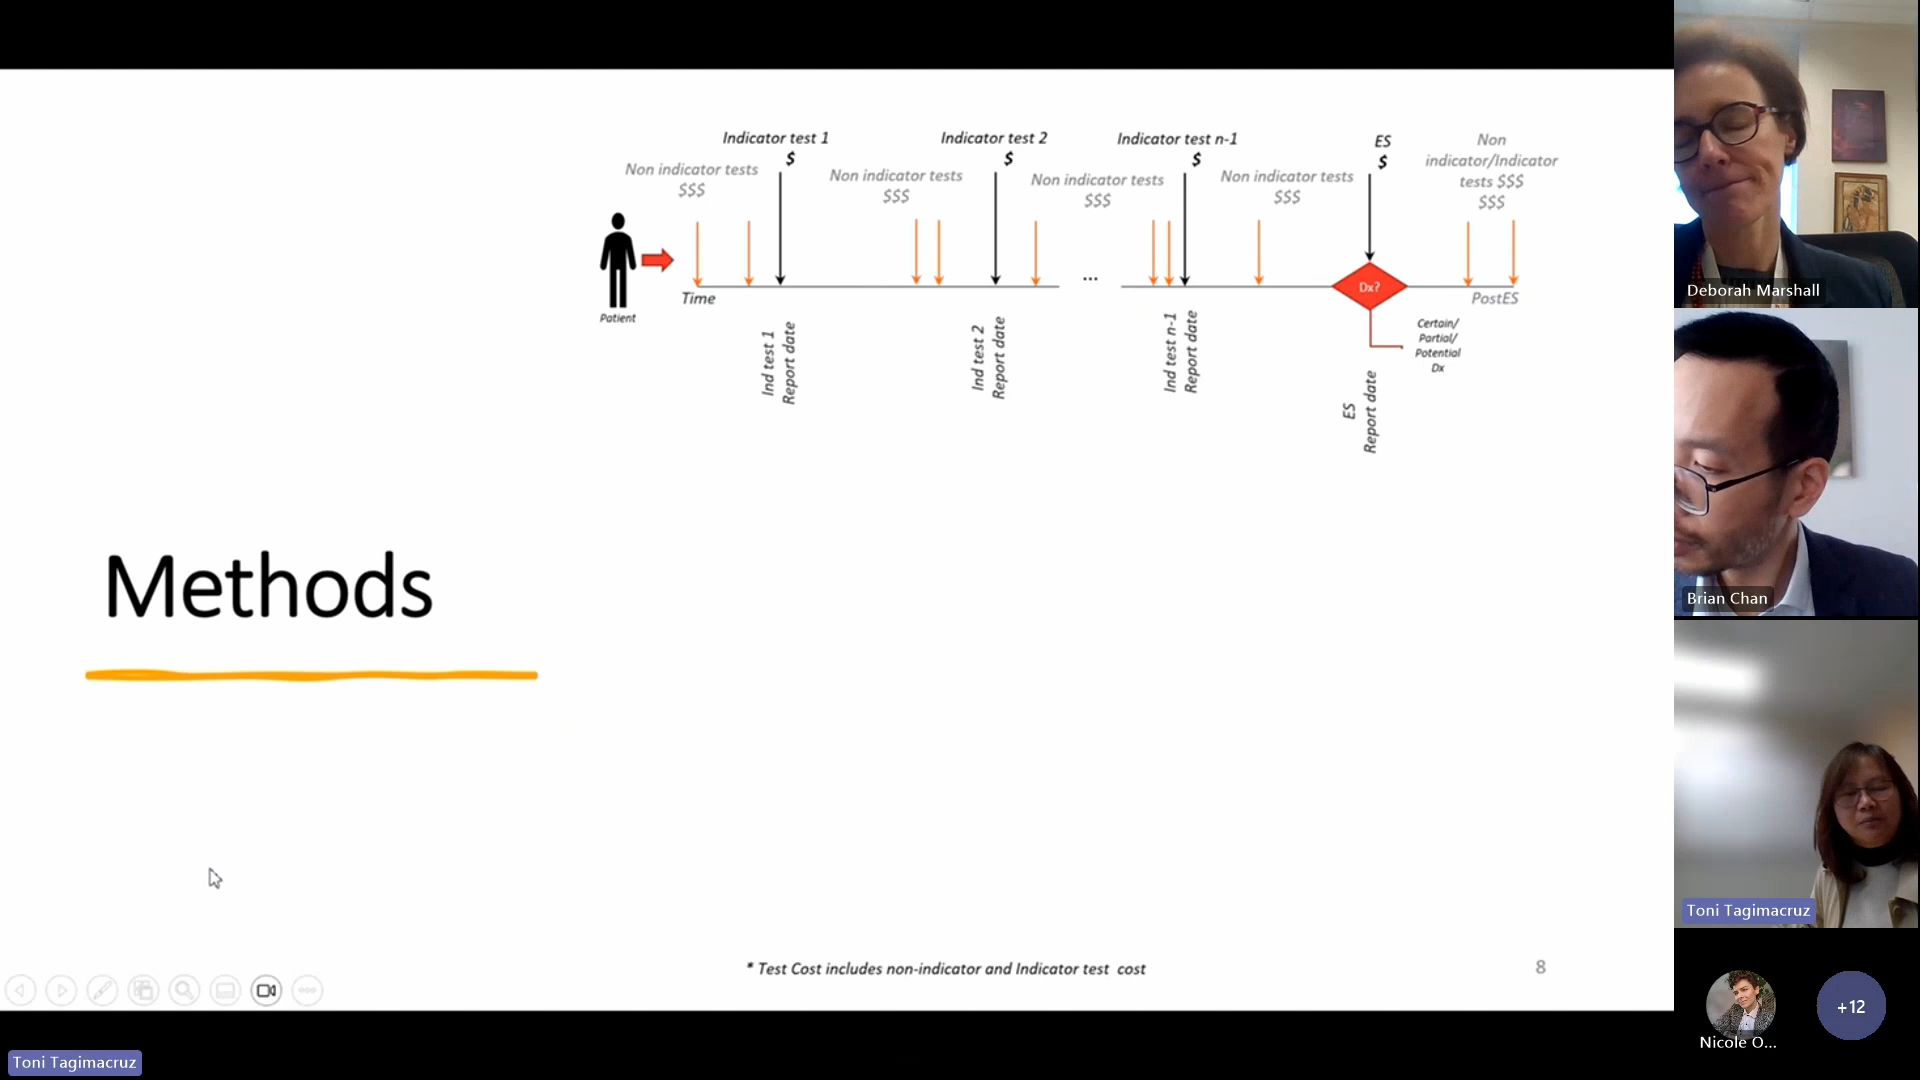 Indicator test 1
$
Indicator test 2
$
Indicator test n-1
$
ES
$
Non
indicator/Indicator
tests $$$
$$$
Non indicator tests
$$$
Non indicator tests
$$$
Non indicator tests
$$$
Non indicator tests
$$$
...
Dx?
Time
PostES
Patient
Ind test 1
Report date
Ind test 2
Report date
Ind test n-1
Report date
ES
Report date
Certain/
Partial/
Potential
Dx
Methods
* Test Cost includes non-indicator and Indicator test cost
8
Toni Tagimacruz
Deborah Marshall
Brian Chan
Toni Tagimacruz
Nicole O...
+12